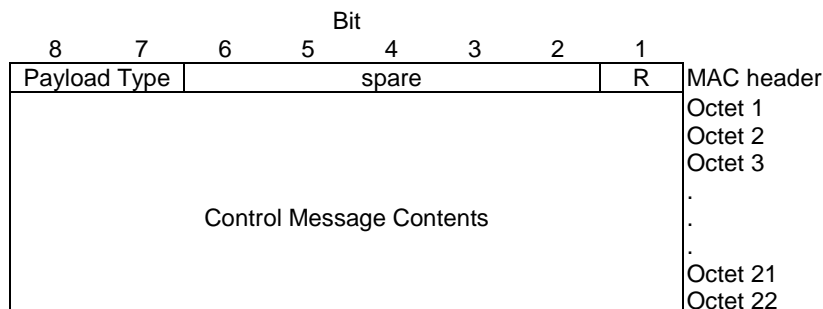 Bit
8 7 6 5 4 3 2 1
Payload Type spare R MAC header
Octet 1
Octet 2
Octet 3
.
Control Message Contents .
.
Octet 21
Octet 22